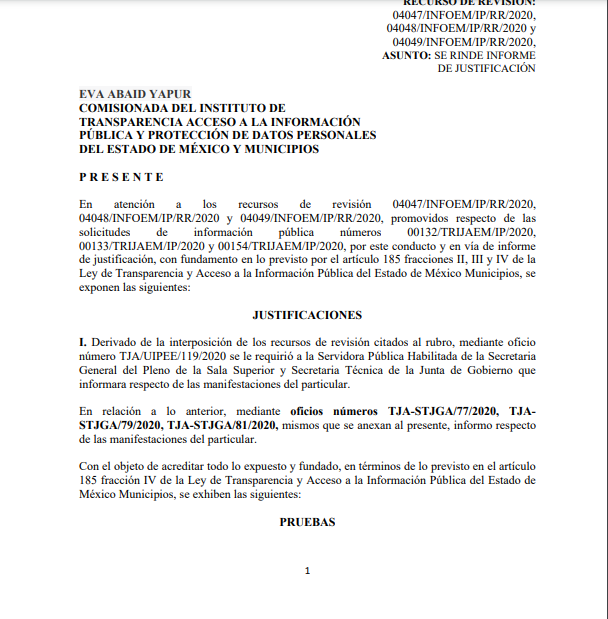 RECURSO DE REVISIÓN:
04047/INFOEM/IP/RR/2020,
04048/INFOEM/IP/RR/2020 y
04049/INFOEM/IP/RR/2020,
ASUNTO: SE RINDE INFORME
DE JUSTIFICACIÓN
EVA ABAID YAPUR
COMISIONADA DEL INSTITUTO DE
TRANSPARENCIA ACCESO A LA INFORMACIÓN
PÚBLICA Y PROTECCIÓN DE DATOS PERSONALES
DEL ESTADO DE MÉXICO Y MUNICIPIOS
P R E S E N T E
En atención a los recursos de revisión 04047/INFOEM/IP/RR/2020,
04048/INFOEM/IP/RR/2020 y 04049/INFOEM/IP/RR/2020, promovidos respecto de las
solicitudes de información pública números 00132/TRIJAEM/IP/2020,
00133/TRIJAEM/IP/2020 y 00154/TRIJAEM/IP/2020, por este conducto y en vía de informe
de justificación, con fundamento en lo previsto por el artículo 185 fracciones II, III y IV de la
Ley de Transparencia y Acceso a la Información Pública del Estado de México Municipios, se
exponen las siguientes:
JUSTIFICACIONES
I. Derivado de la interposición de los recursos de revisión citados al rubro, mediante oficio
número TJA/UIPEE/119/2020 se le requirió a la Servidora Pública Habilitada de la Secretaria
General del Pleno de la Sala Superior y Secretaria Técnica de la Junta de Gobierno que
informara respecto de las manifestaciones del particular.
En relación a lo anterior, mediante oficios números TJA-STJGA/77/2020, TJA-
STJGA/79/2020, TJA-STJGA/81/2020, mismos que se anexan al presente, informo respecto
de las manifestaciones del particular.
Con el objeto de acreditar todo lo expuesto y fundado, en términos de lo previsto en el artículo
185 fracción IV de la Ley de Transparencia y Acceso a la Información Pública del Estado de
México Municipios, se exhiben las siguientes:
PRUEBAS
1